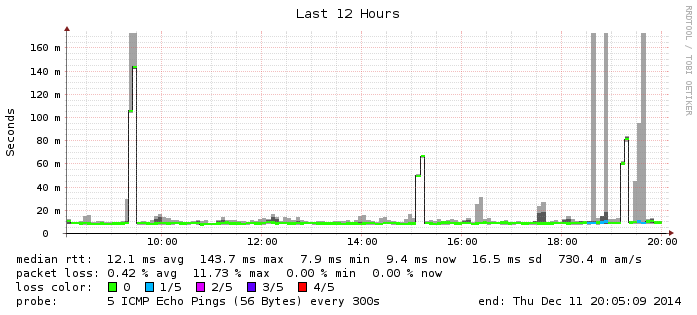 Last 12 Hours
RRDTOOL / TOBI OETIKER
Seconds
160 m
140 m
120 m
100 m
80 m
60 m
40 m
20 m
0
10:00 12:00 14:00 16:00 18:00 20:00
median rtt: 12.1 ms avg 143.7 ms max 7.9 ms min 9.4 ms now 16.5 ms sd 730.4 m am/s
packet loss: 0.42 % avg 11.73 % max 0.00 % min 0.00 % now
loss color: 0 1/5 2/5 3/5 4/5
probe: 5 ICMP Echo Pings (56 Bytes) every 300s end: Thu Dec 11 20:05:09 2014